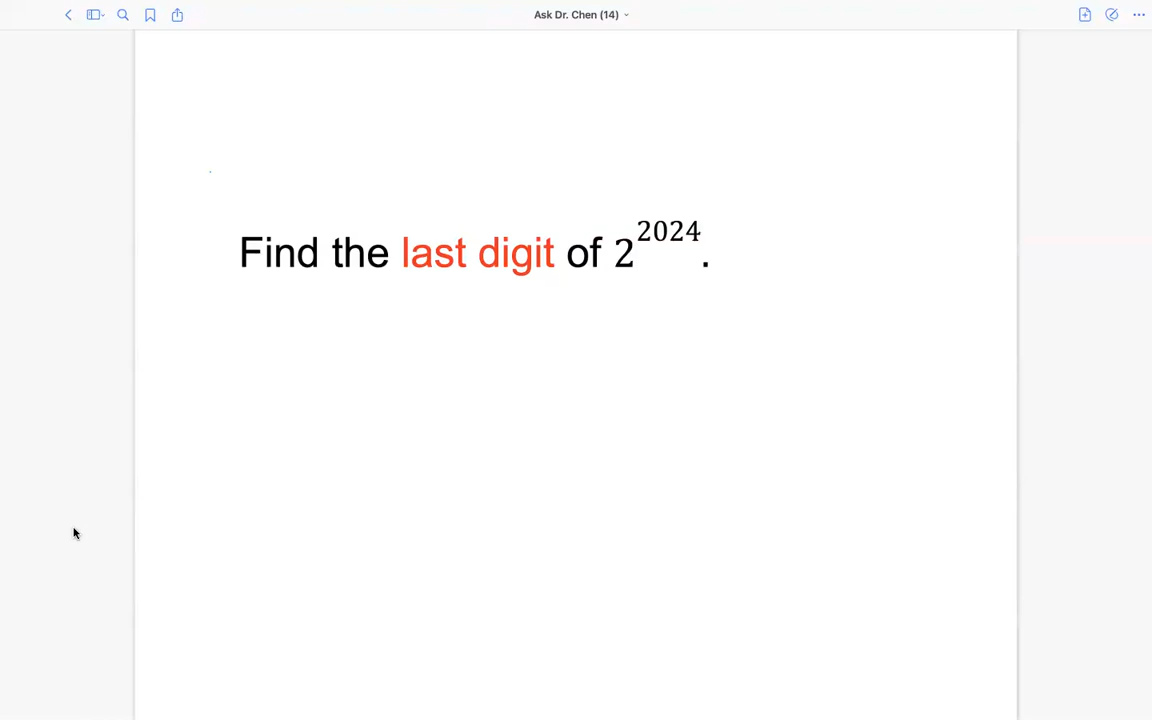 Ask Dr. Chen (14)
Find the last digit of 2^2024.